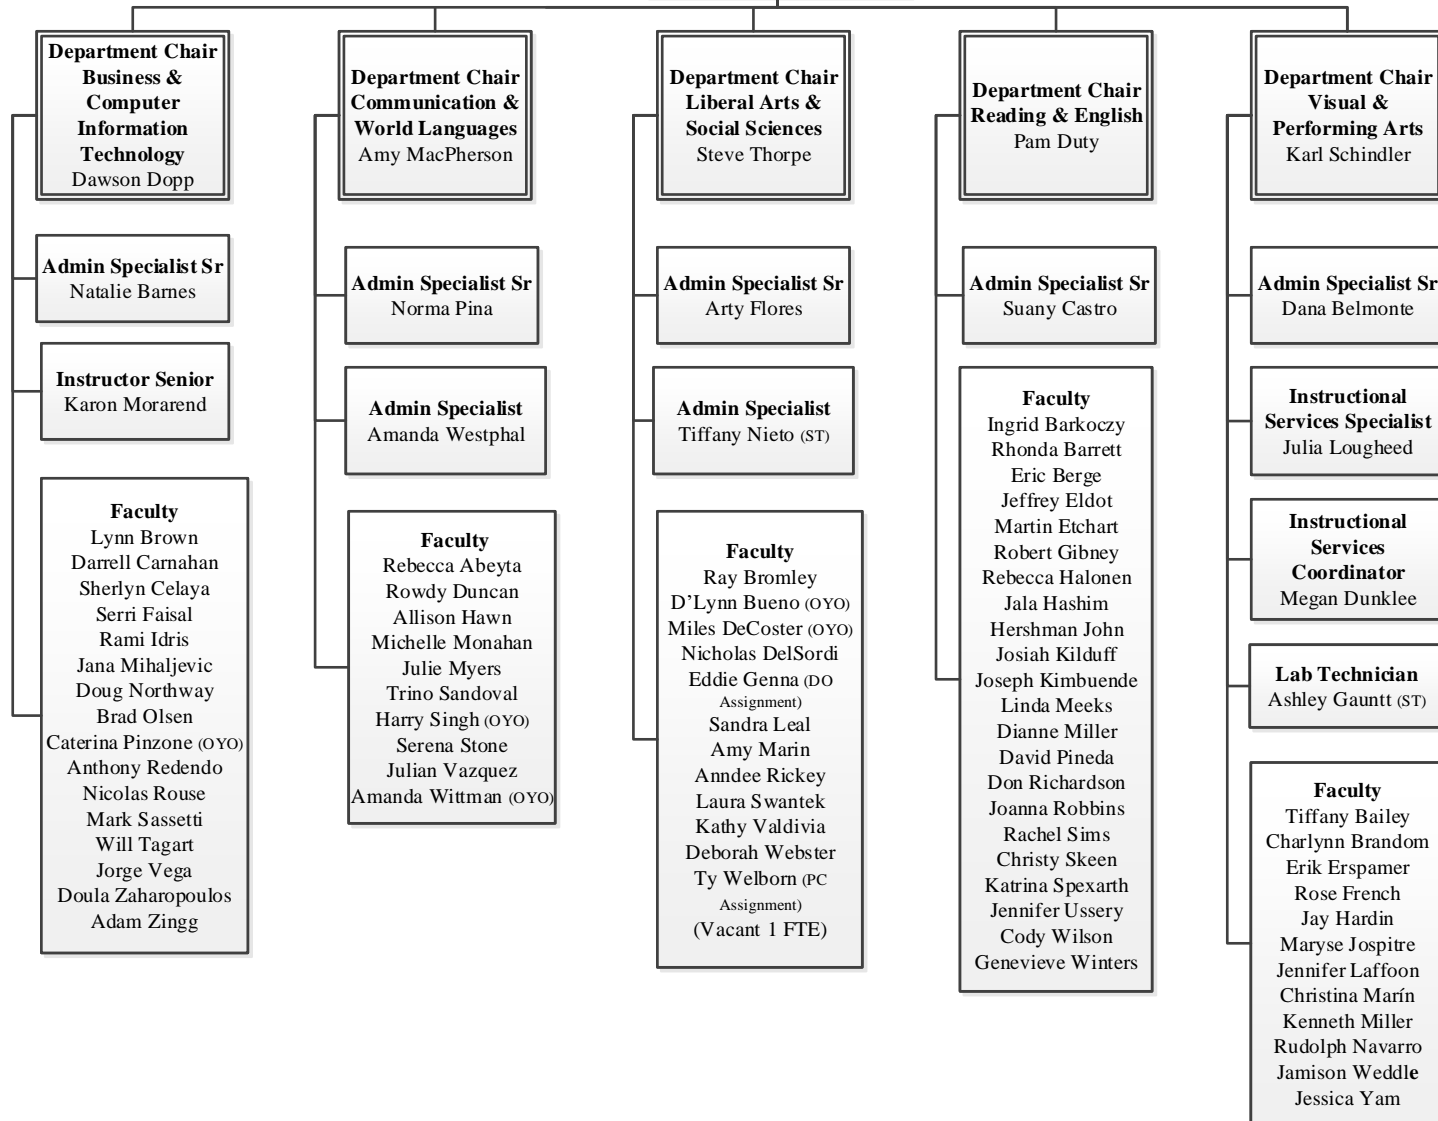 Department Chair
Business &
Computer
Information
Technology
Dawson Dopp
Admin Specialist Sr
Natalie Barnes
Instructor Senior
Karon Morarend
Faculty
Lynn Brown
Darrell Carnahan
Sherlyn Celaya
Serri Faisal
Rami Idris
Jana Mihaljevic
Doug Northway
Brad Olsen
Caterina Pinzone (OYO)
Anthony Redendo
Nicolas Rouse
Mark Sassetti
Will Tagart
Jorge Vega
Doula Zaharopoulos
Adam Zingg
Department Chair
Communication &
World Languages
Amy MacPherson
Admin Specialist Sr
Norma Pina
Admin Specialist
Amanda Westphal
Faculty
Rebecca Abeyta
Rowdy Duncan
Allison Hawn
Michelle Monahan
Julie Myers
Trino Sandoval
Harry Singh (OYO)
Serena Stone
Julian Vazquez
Amanda Wittman (OYO)
Department Chair
Liberal Arts &
Social Sciences
Steve Thorpe
Admin Specialist Sr
Arty Flores
Admin Specialist
Tiffany Nieto (ST)
Faculty
Ray Bromley
D’Lynn Bueno (OYO)
Miles DeCoster (OYO)
Nicholas DelSordi
Eddie Genna (DO
Assignment)
Sandra Leal
Amy Marin
Anndee Rickey
Laura Swantek
Kathy Valdivia
Deborah Webster
Ty Welborn (PC
Assignment)
(Vacant 1 FTE)
Department Chair
Reading & English
Pam Duty
Admin Specialist Sr
Suany Castro
Faculty
Ingrid Barkoczy
Rhonda Barrett
Eric Berge
Jeffrey Eldot
Martin Etchart
Robert Gibney
Rebecca Halonen
Jala Hashim
Hershman John
Josiah Kilduff
Joseph Kimbuende
Linda Meeks
Dianne Miller
David Pineda
Don Richardson
Joanna Robbins
Rachel Sims
Christy Skeen
Katrina Spexarth
Jennifer Ussery
Cody Wilson
Genevieve Winters
Department Chair
Visual &
Performing Arts
Karl Schindler
Admin Specialist Sr
Dana Belmonte
Instructional
Services Specialist
Julia Lougheed
Instructional
Services
Coordinator
Megan Dunklee
Lab Technician
Ashley Gauntt (ST)
Faculty
Tiffany Bailey
Charlynn Brandom
Erik Erspamer
Rose French
Jay Hardin
Maryse Jospitre
Jennifer Laffoon
Christina Marín
Kenneth Miller
Rudolph Navarro
Jamison Weddle
Jessica Yam